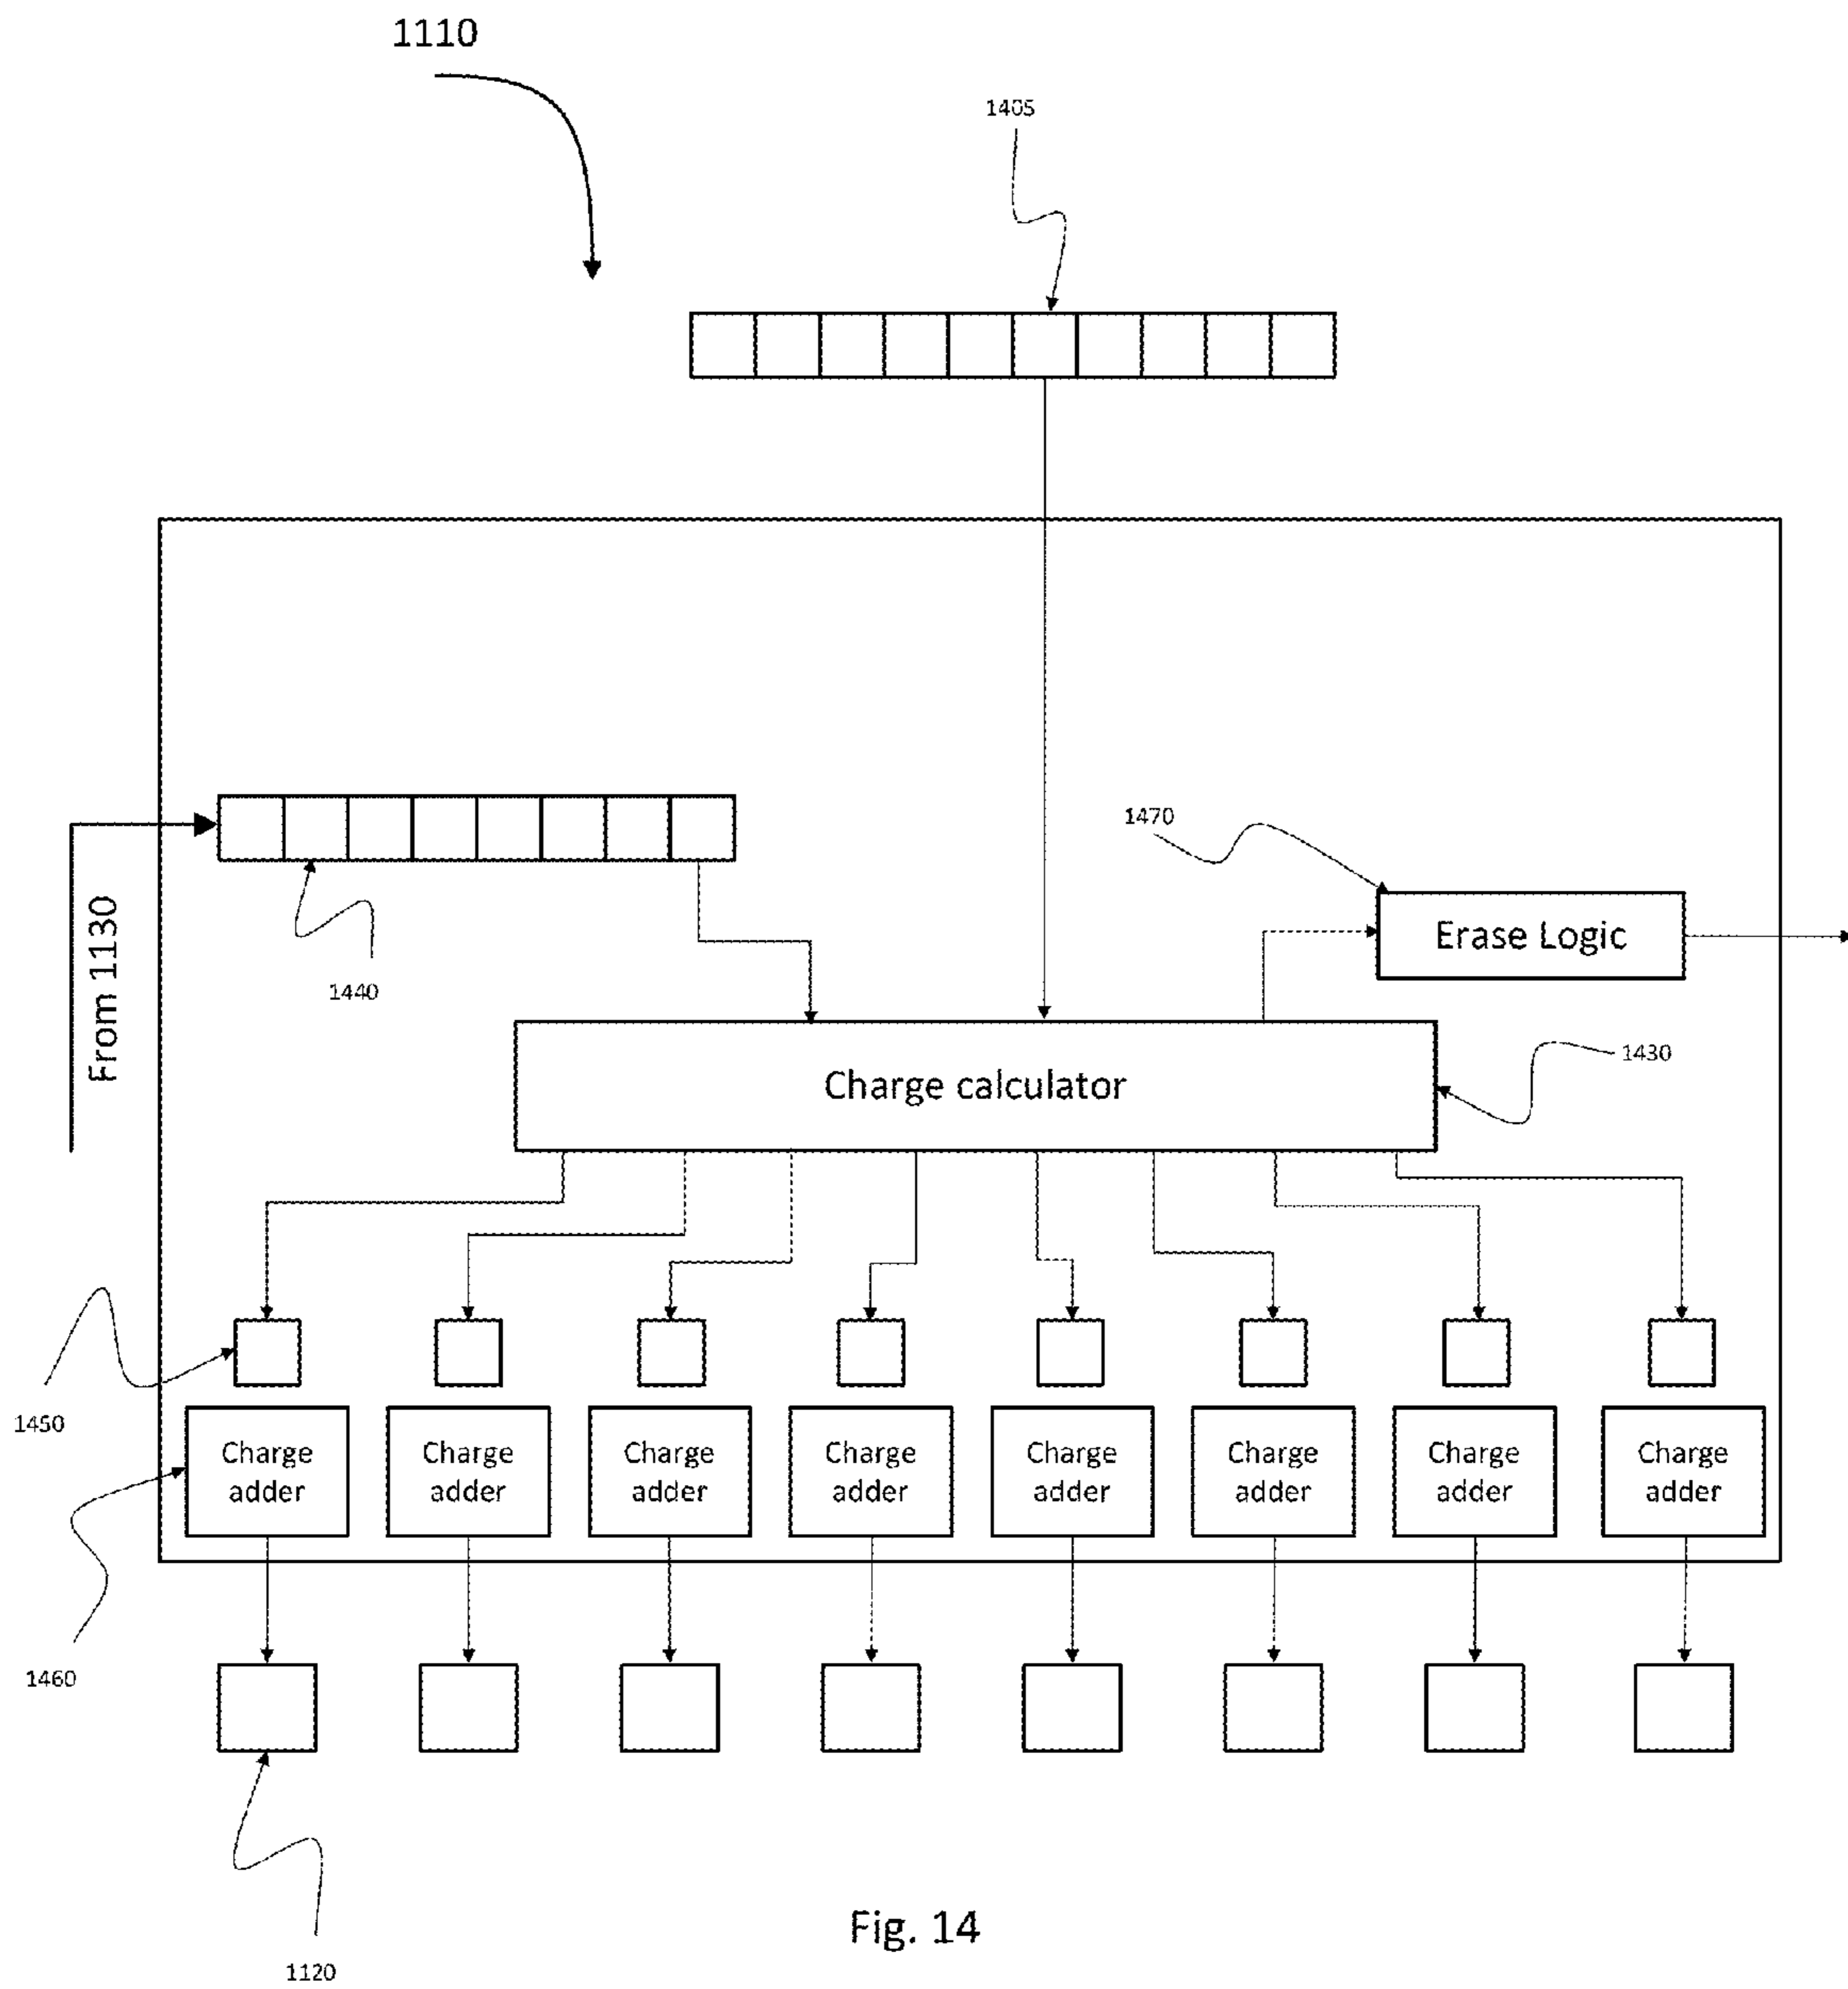 1110
1405
1470
From 1130
1440
Erase Logic
1430
Charge calculator
1450
Charge
adder
Charge
adder
Charge
adder
Charge
adder
Charge
adder
Charge
adder
Charge
adder
Charge
adder
1460
1120
Fig. 14